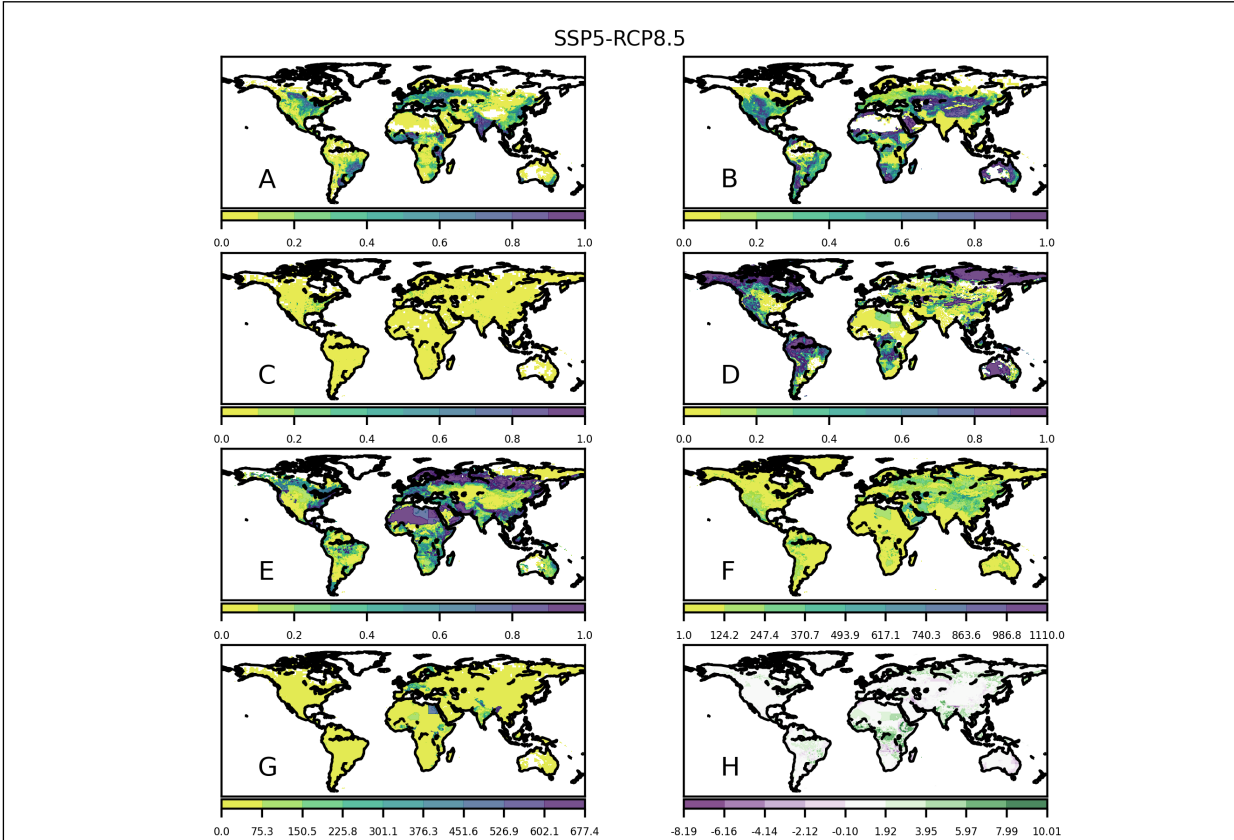 SSP5-RCP8.5
A
B
0.0 0.2 0.4 0.6 0.8 1.0
0.0 0.2 0.4 0.6 0.8 1.0
C
D
0.0 0.2 0.4 0.6 0.8 1.0
0.0 0.2 0.4 0.6 0.8 1.0
E
F
0.0 0.2 0.4 0.6 0.8 1.0
1.0 124.2 247.4 370.7 493.9 617.1 740.3 863.6 986.8 1110.0
G
H
0.0 75.3 150.5 225.8 301.1 376.3 451.6 526.9 602.1 677.4
-8.19 -6.16 -4.14 -2.12 -0.10 1.92 3.95 5.97 7.99 10.01